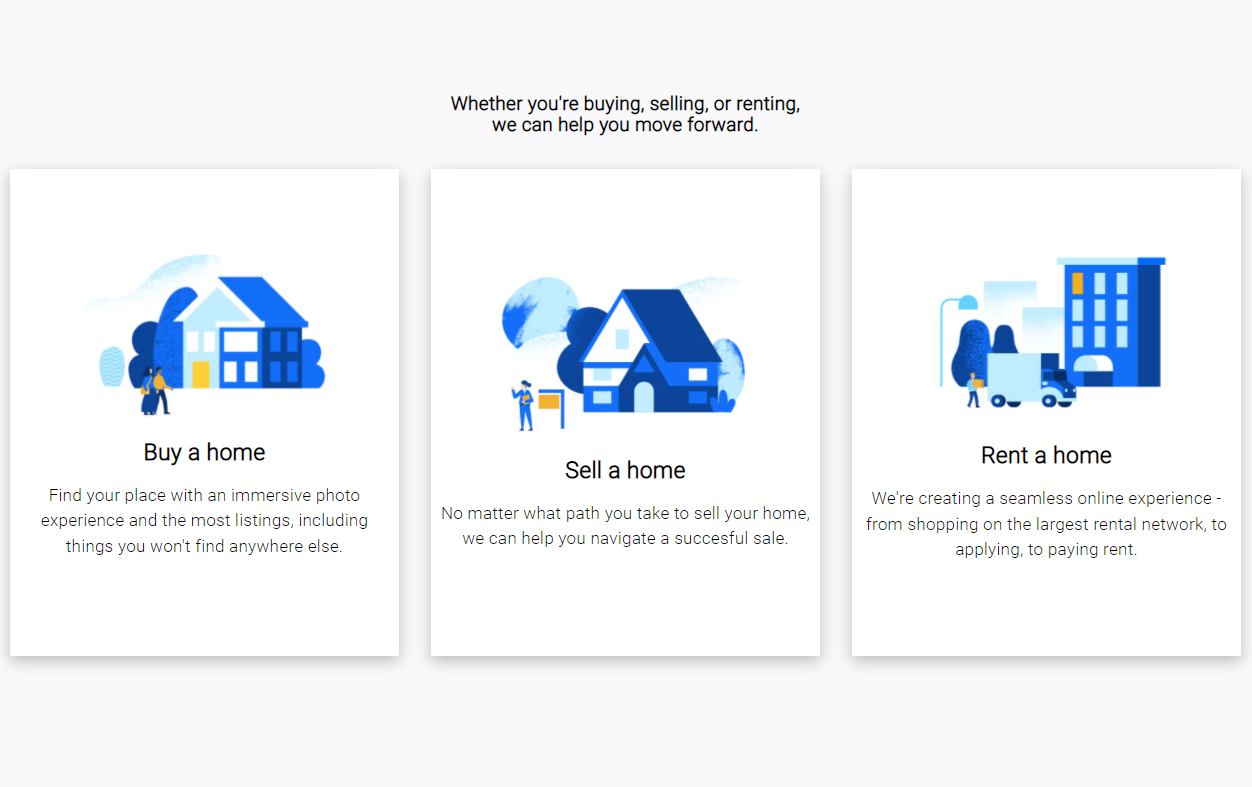 Whether you're buying, selling, or renting,
we can help you move forward.
Buy a home
Find your place with an immersive photo
experience and the most listings, including
things you won't find anywhere else.
Sell a home
No matter what path you take to sell your home,
we can help you navigate a succesful sale.
Rent a home
We're creating a seamless online experience -
from shopping on the largest rental network, to
applying, to paying rent.